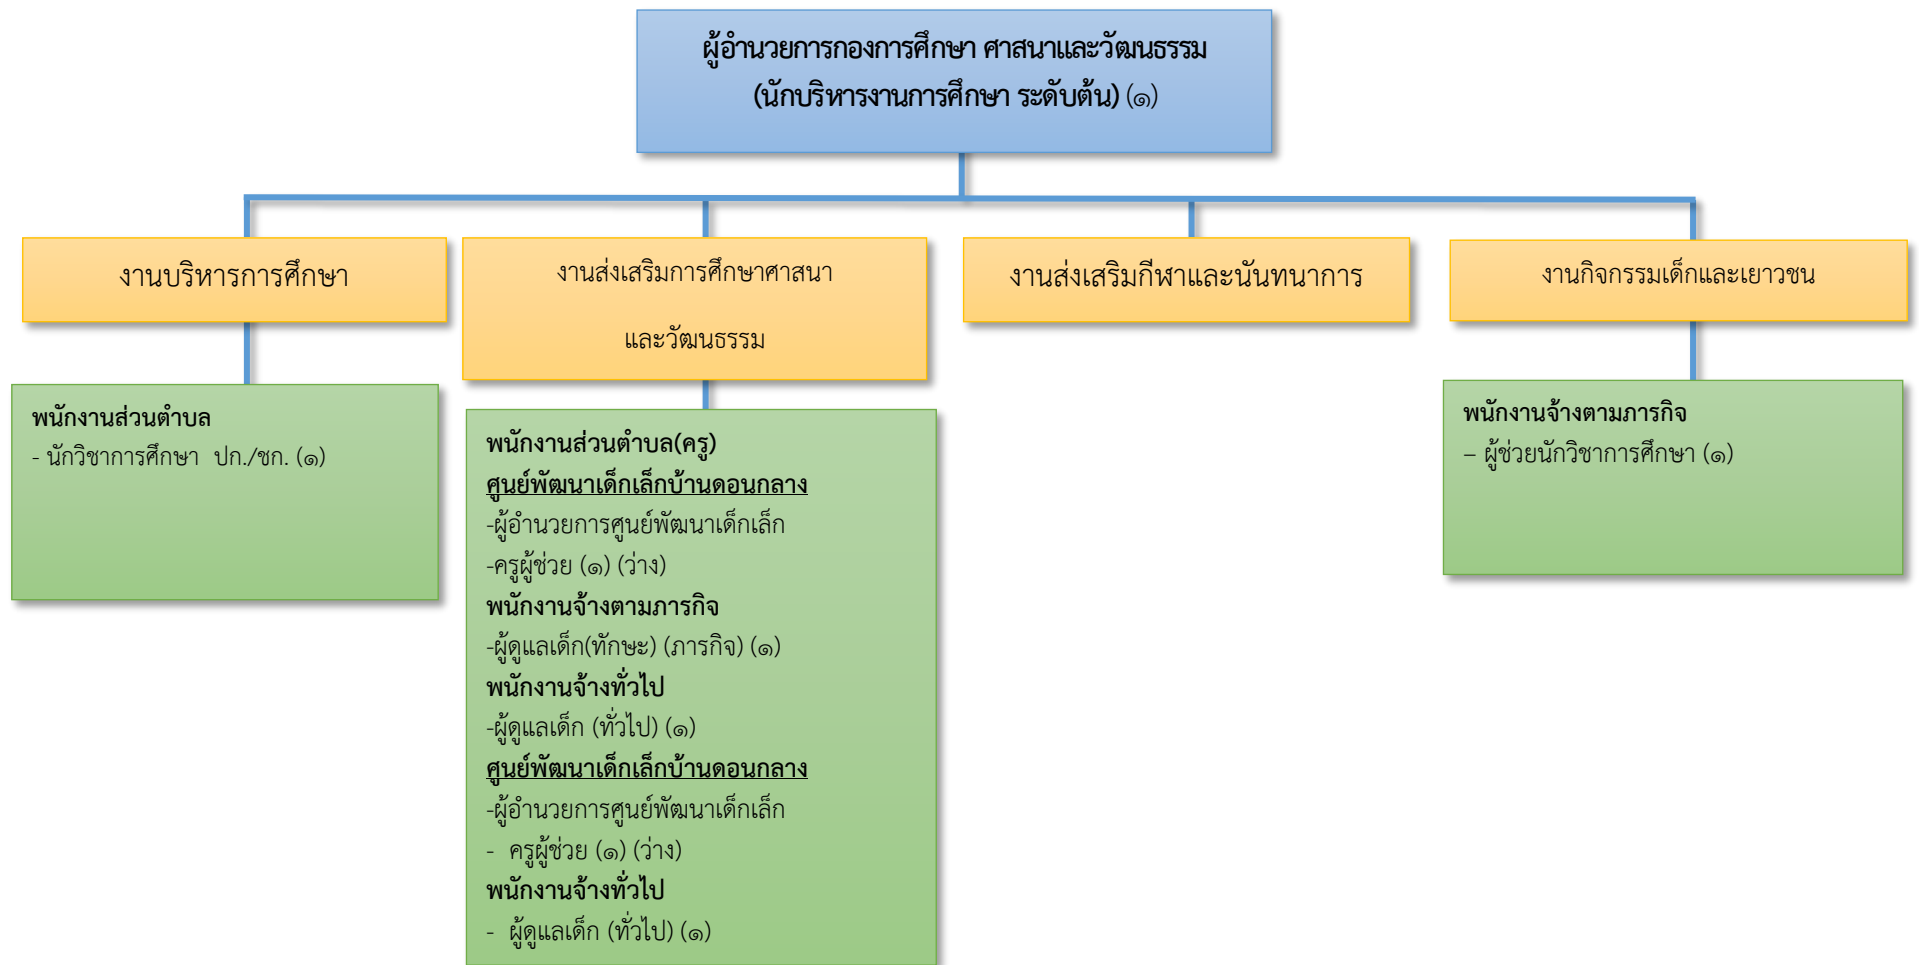 ผู้อำนวยการกองการศึกษา ศาสนาและวัฒนธรรม
(นักบริหารงานการศึกษา ระดับต้น) (๑)
งานบริหารการศึกษา
งานส่งเสริมการศึกษาศาสนา
และวัฒนธรรม
งานส่งเสริมกีฬาและนันทนาการ
งานกิจกรรมเด็กและเยาวชน
พนักงานส่วนตำบล
- นักวิชาการศึกษา ปก./ชก. (๑)
พนักงานส่วนตำบล(ครู)
ศูนย์พัฒนาเด็กเล็กบ้านดอนกลาง
-ผู้อำนวยการศูนย์พัฒนาเด็กเล็ก
-ครูผู้ช่วย (๑) (ว่าง)
พนักงานจ้างตามภารกิจ
-ผู้ดูแลเด็ก(ทักษะ) (ภารกิจ) (๑)
พนักงานจ้างทั่วไป
-ผู้ดูแลเด็ก (ทั่วไป) (๑)
ศูนย์พัฒนาเด็กเล็กบ้านดอนกลาง
-ผู้อำนวยการศูนย์พัฒนาเด็กเล็ก
- ครูผู้ช่วย (๑) (ว่าง)
พนักงานจ้างทั่วไป
- ผู้ดูแลเด็ก (ทั่วไป) (๑)
พนักงานจ้างตามภารกิจ
– ผู้ช่วยนักวิชาการศึกษา (๑)